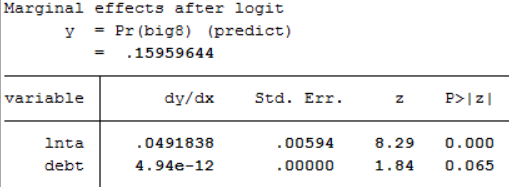 Marginal effects after logit
y = Pr(big8) (predict)
= .15959644
variable dy/dx Std. Err. z P>|z|
lnta .0491838 .00594 8.29 0.000
debt 4.94e-12 .00000 1.84 0.065